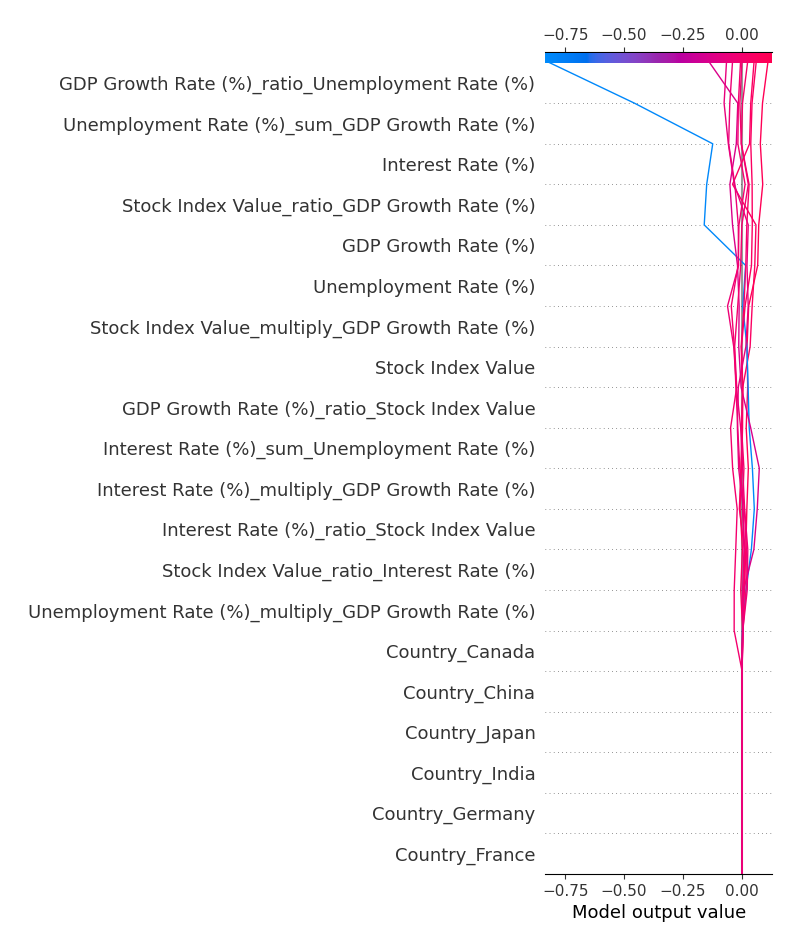 −0.75 −0.50 −0.25 0.00
GDP Growth Rate (%)_ratio_Unemployment Rate (%)
Unemployment Rate (%)_sum_GDP Growth Rate (%)
Interest Rate (%)
Stock Index Value_ratio_GDP Growth Rate (%)
GDP Growth Rate (%)
Unemployment Rate (%)
Stock Index Value_multiply_GDP Growth Rate (%)
Stock Index Value
GDP Growth Rate (%)_ratio_Stock Index Value
Interest Rate (%)_sum_Unemployment Rate (%)
Interest Rate (%)_multiply_GDP Growth Rate (%)
Interest Rate (%)_ratio_Stock Index Value
Stock Index Value_ratio_Interest Rate (%)
Unemployment Rate (%)_multiply_GDP Growth Rate (%)
Country_Canada
Country_China
Country_Japan
Country_India
Country_Germany
Country_France
−0.75 −0.50 −0.25 0.00
Model output value